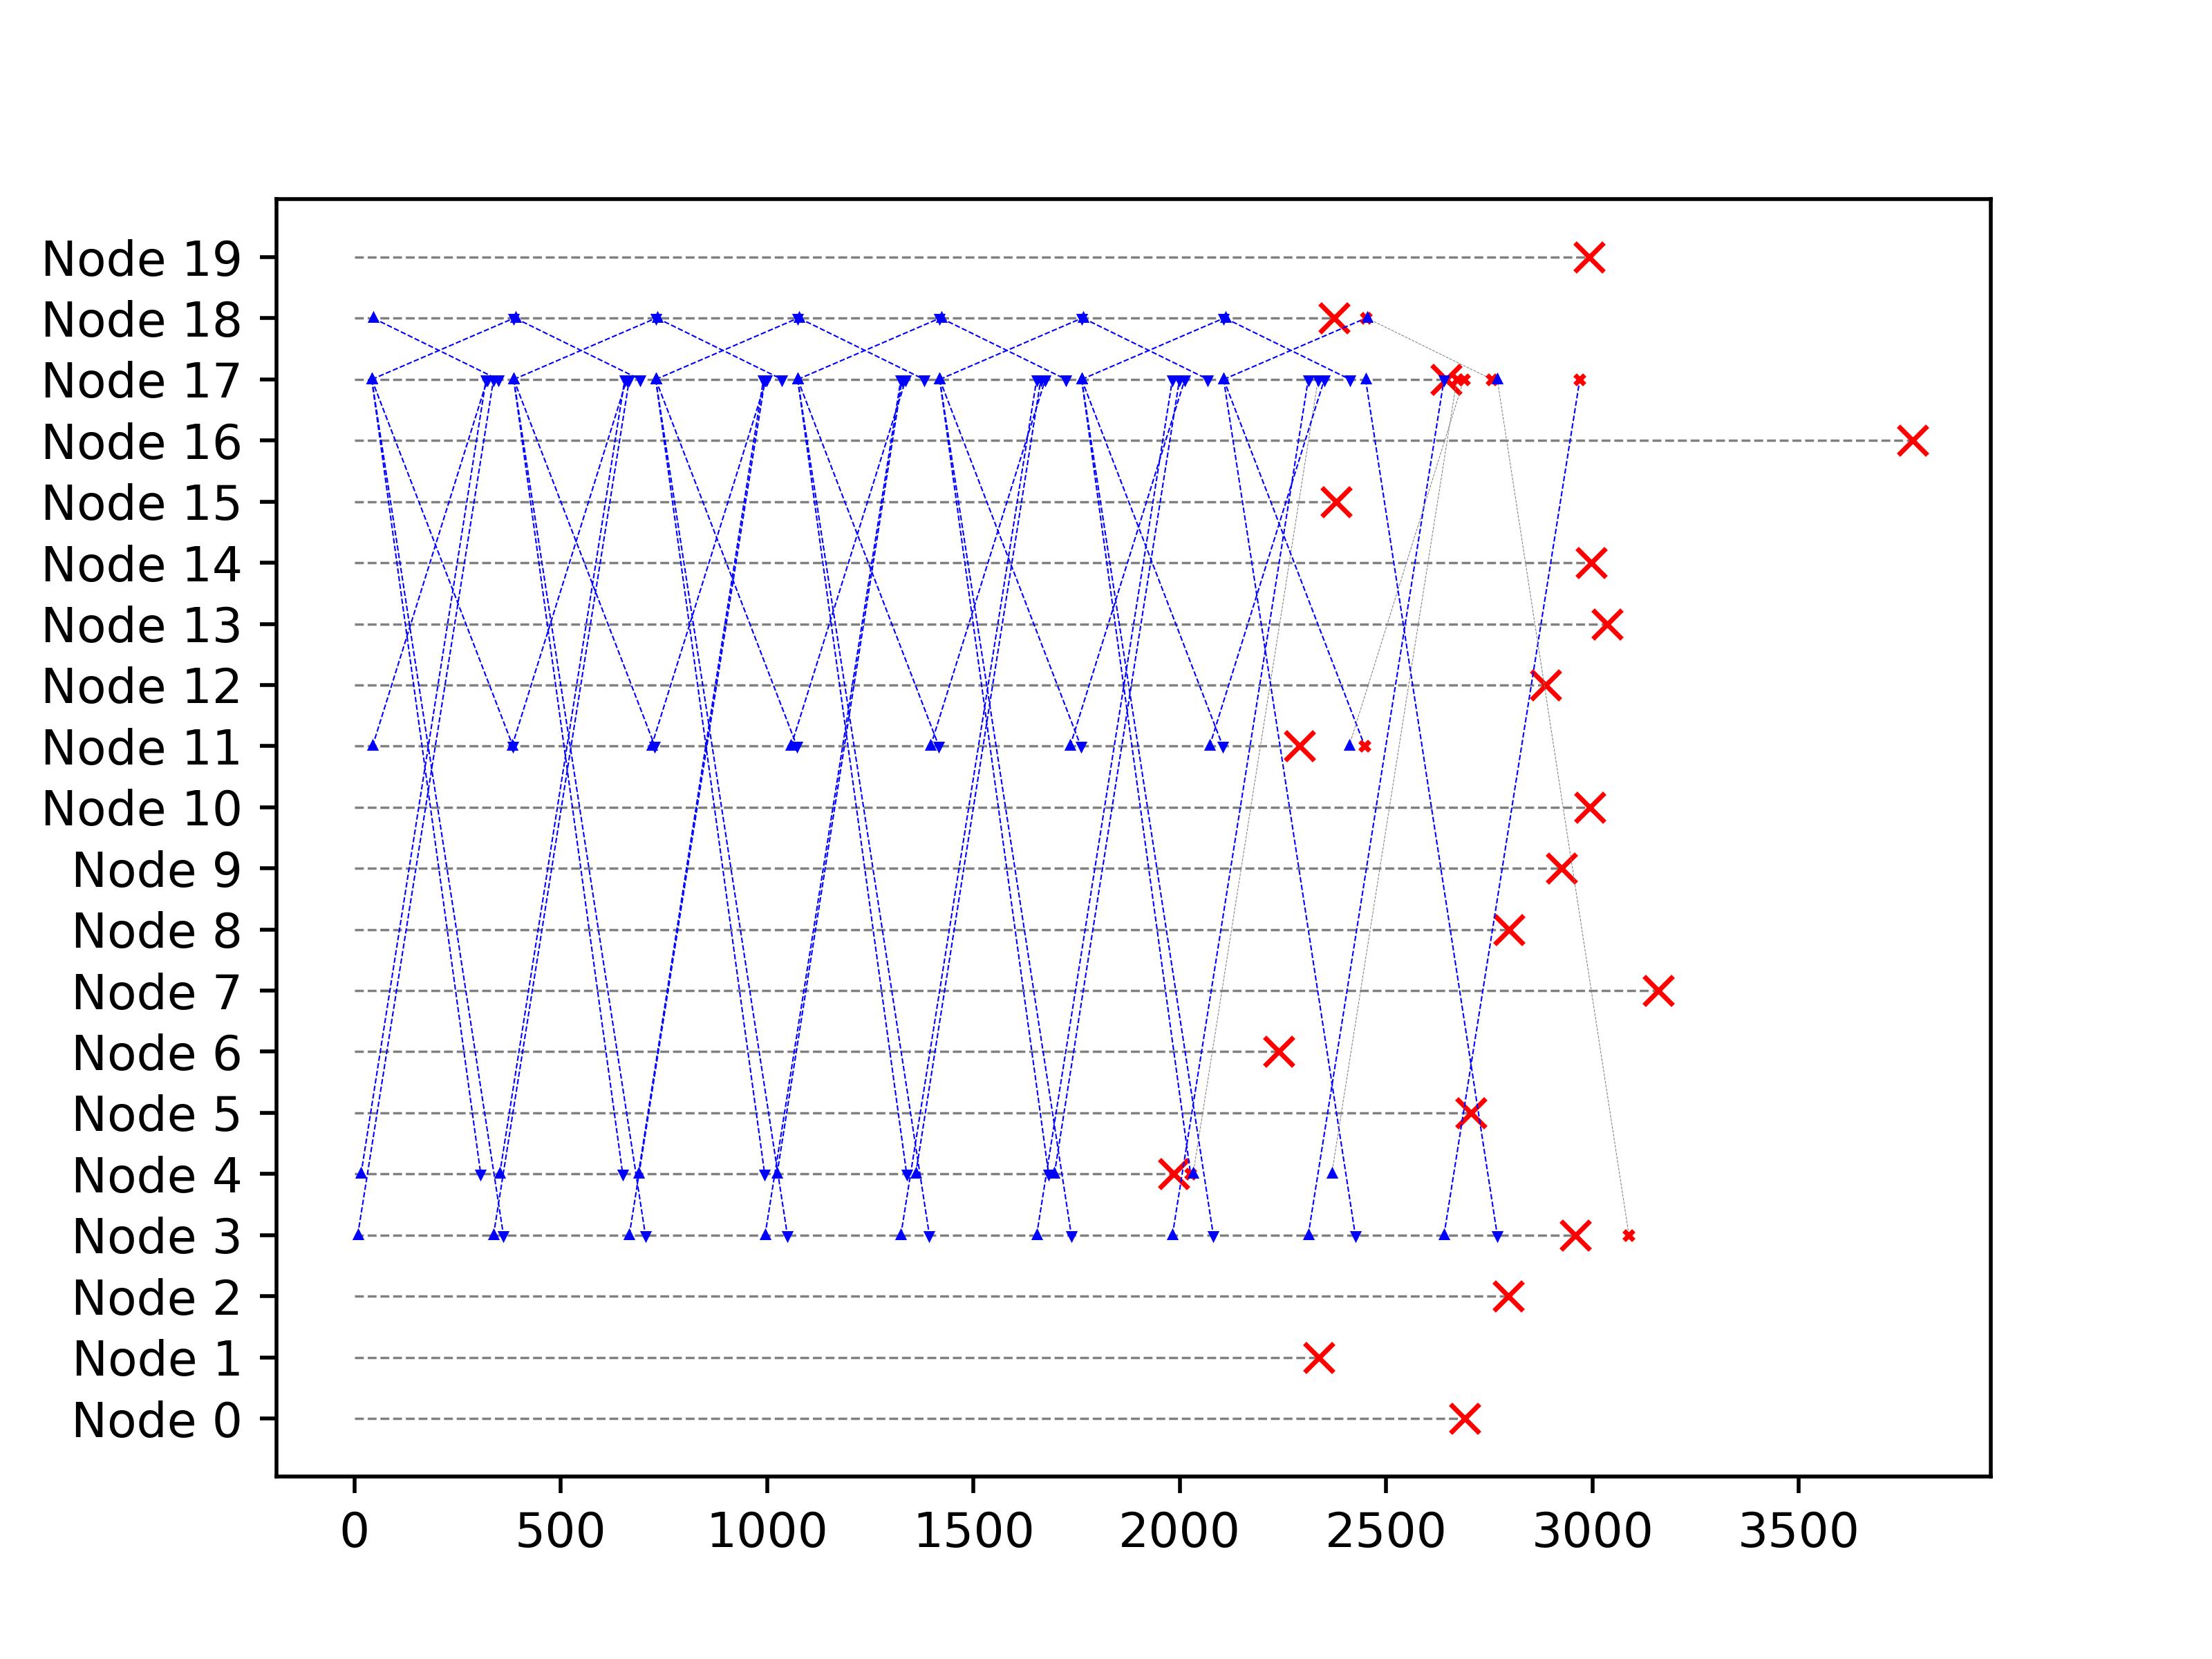 Node 19
Node 18
Node 17
Node 16
Node 15
Node 14
Node 13
Node 12
Node 11
Node 10
Node 9
Node 8
Node 7
Node 6
Node 5
Node 4
Node 3
Node 2
Node 1
Node 0
0 500 1000 1500 2000 2500 3000 3500